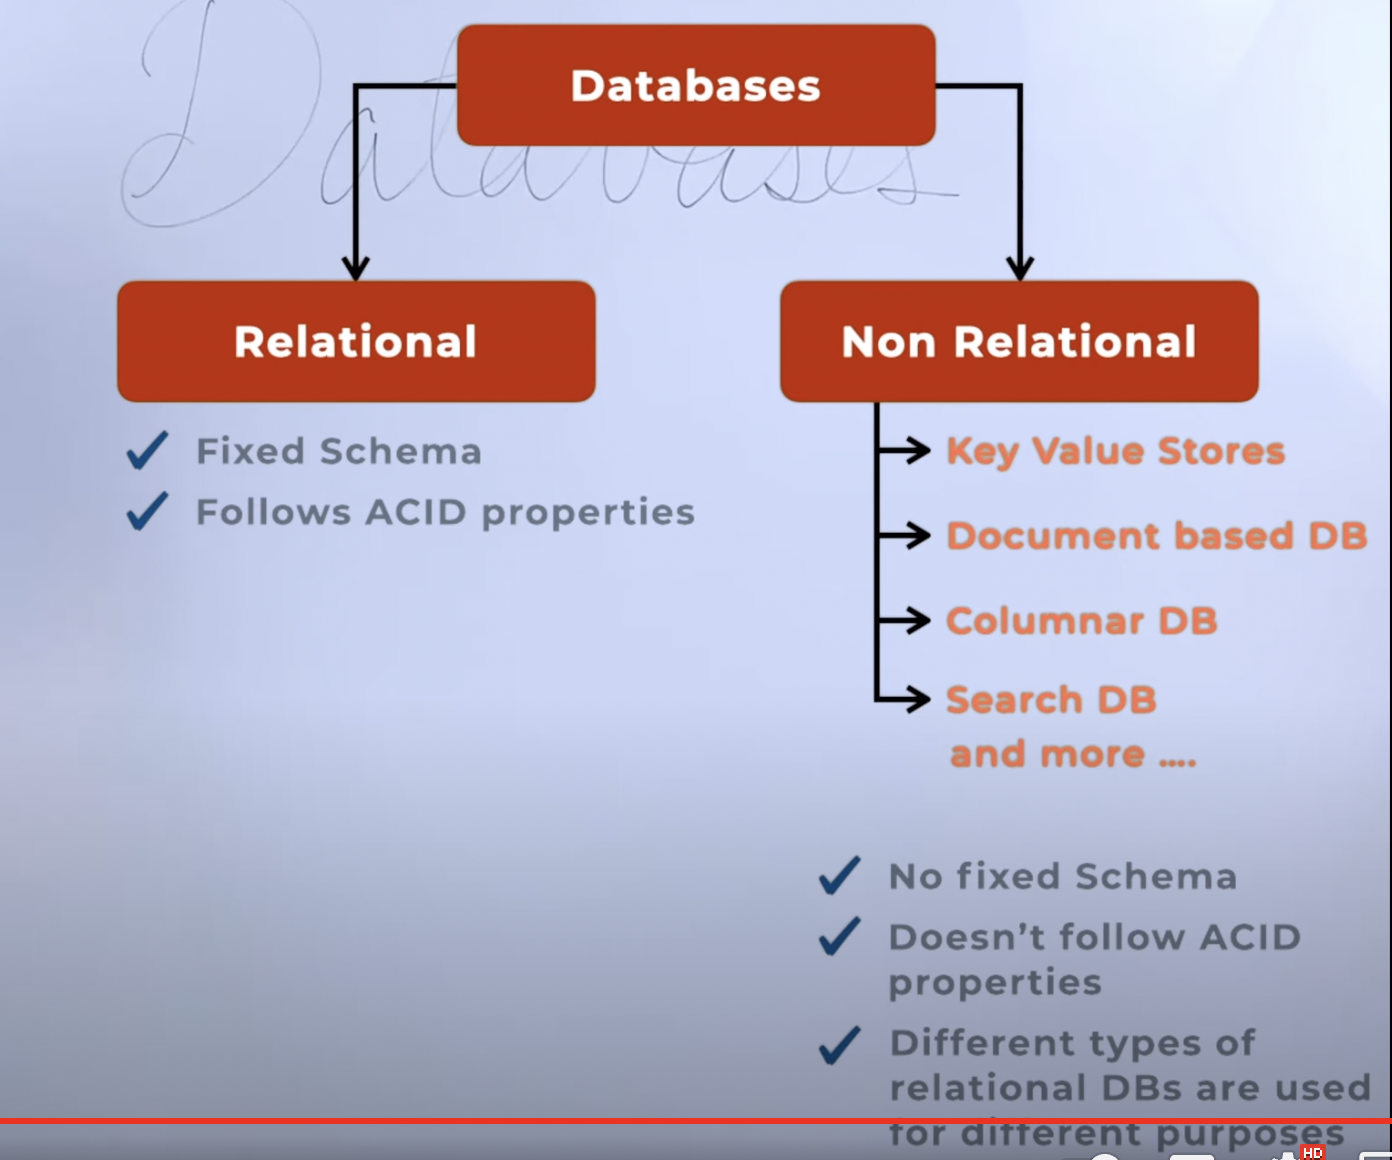 Databases
Databases
Relational
Non Relational
Fixed Schema
Follows ACID properties
Key Value Stores
Document based DB
Columnar DB
Search DB
and more ....
No fixed Schema
Doesn't follow ACID
properties
Different types of
relational DBs are used
for different purposes
HD